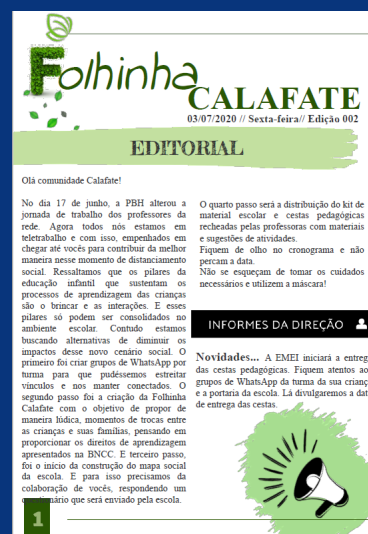 Folhinha
CALAFATE
03/07/2020 // Sexta-feira// Edição 002
EDITORIAL
Olá comunidade Calafate!
No dia 17 de junho, a PBH alterou a
jornada de trabalho dos professores da
rede. Agora todos nós estamos em
teletrabalho e com isso, empenhados em
chegar até vocês para contribuir da melhor
maneira nesse momento de distanciamento
social. Ressaltamos que os pilares da
educação infantil que sustentam os
processos de aprendizagem das crianças
são o brincar e as interações. E esses
pilares só podem ser consolidados no
ambiente escolar. Contudo estamos
buscando alternativas de diminuir os
impactos desse novo cenário social. O
primeiro foi criar grupos de WhatsApp por
turma para que pudéssemos estreitar
vínculos e nos manter conectados. O
segundo passo foi a criação da Folhinha
Calafate com o objetivo de propor de
maneira lúdica, momentos de trocas entre
as crianças e suas famílias, pensando em
proporcionar os direitos de aprendizagem
apresentados na BNCC. E terceiro passo,
foi o início da construção do mapa social
da escola. E para isso precisamos da
colaboração de vocês, respondendo um
questionário que será enviado pela escola.
O quarto passo será a distribuição do kit de
material escolar e cestas pedagógicas
recheadas pelas professoras com materiais
e sugestões de atividades.
Fiquem de olho no cronograma e não
percam a data.
Não se esqueçam de tomar os cuidados
necessários e utilizem a máscara!
INFORMES DA DIREÇÃO
Novidades... A EMEI iniciará a entreg
das cestas pedagógicas. Fiquem atentos ao
grupos de WhatsApp da turma da sua crianç
e a portaria da escola. Lá divulgaremos a dat
de entrega das cestas.
1